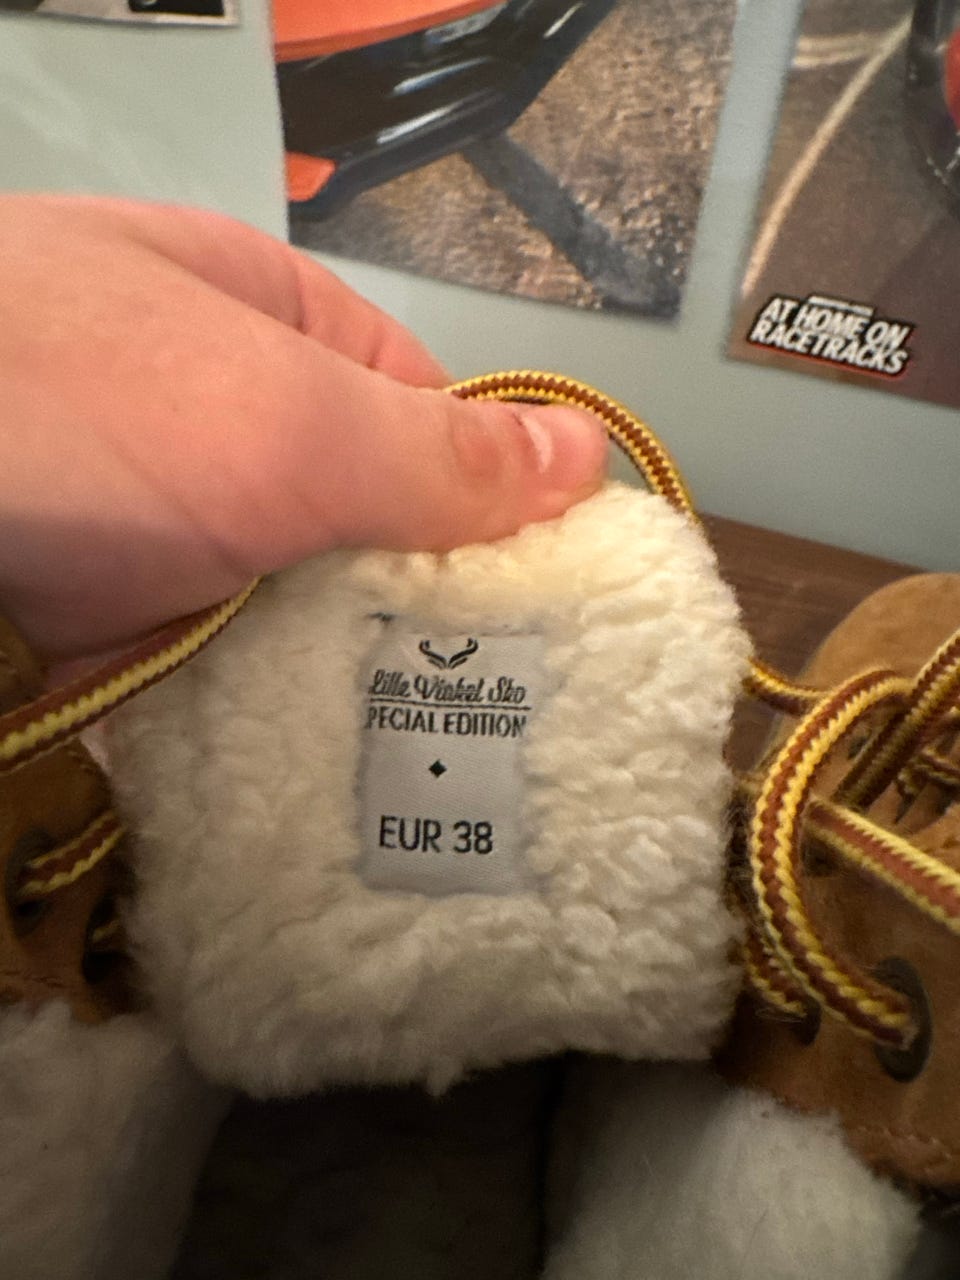 AT HOME ON
RACETRACKS
Lille Vinkel Sko
PECIAL EDITION
EUR 38